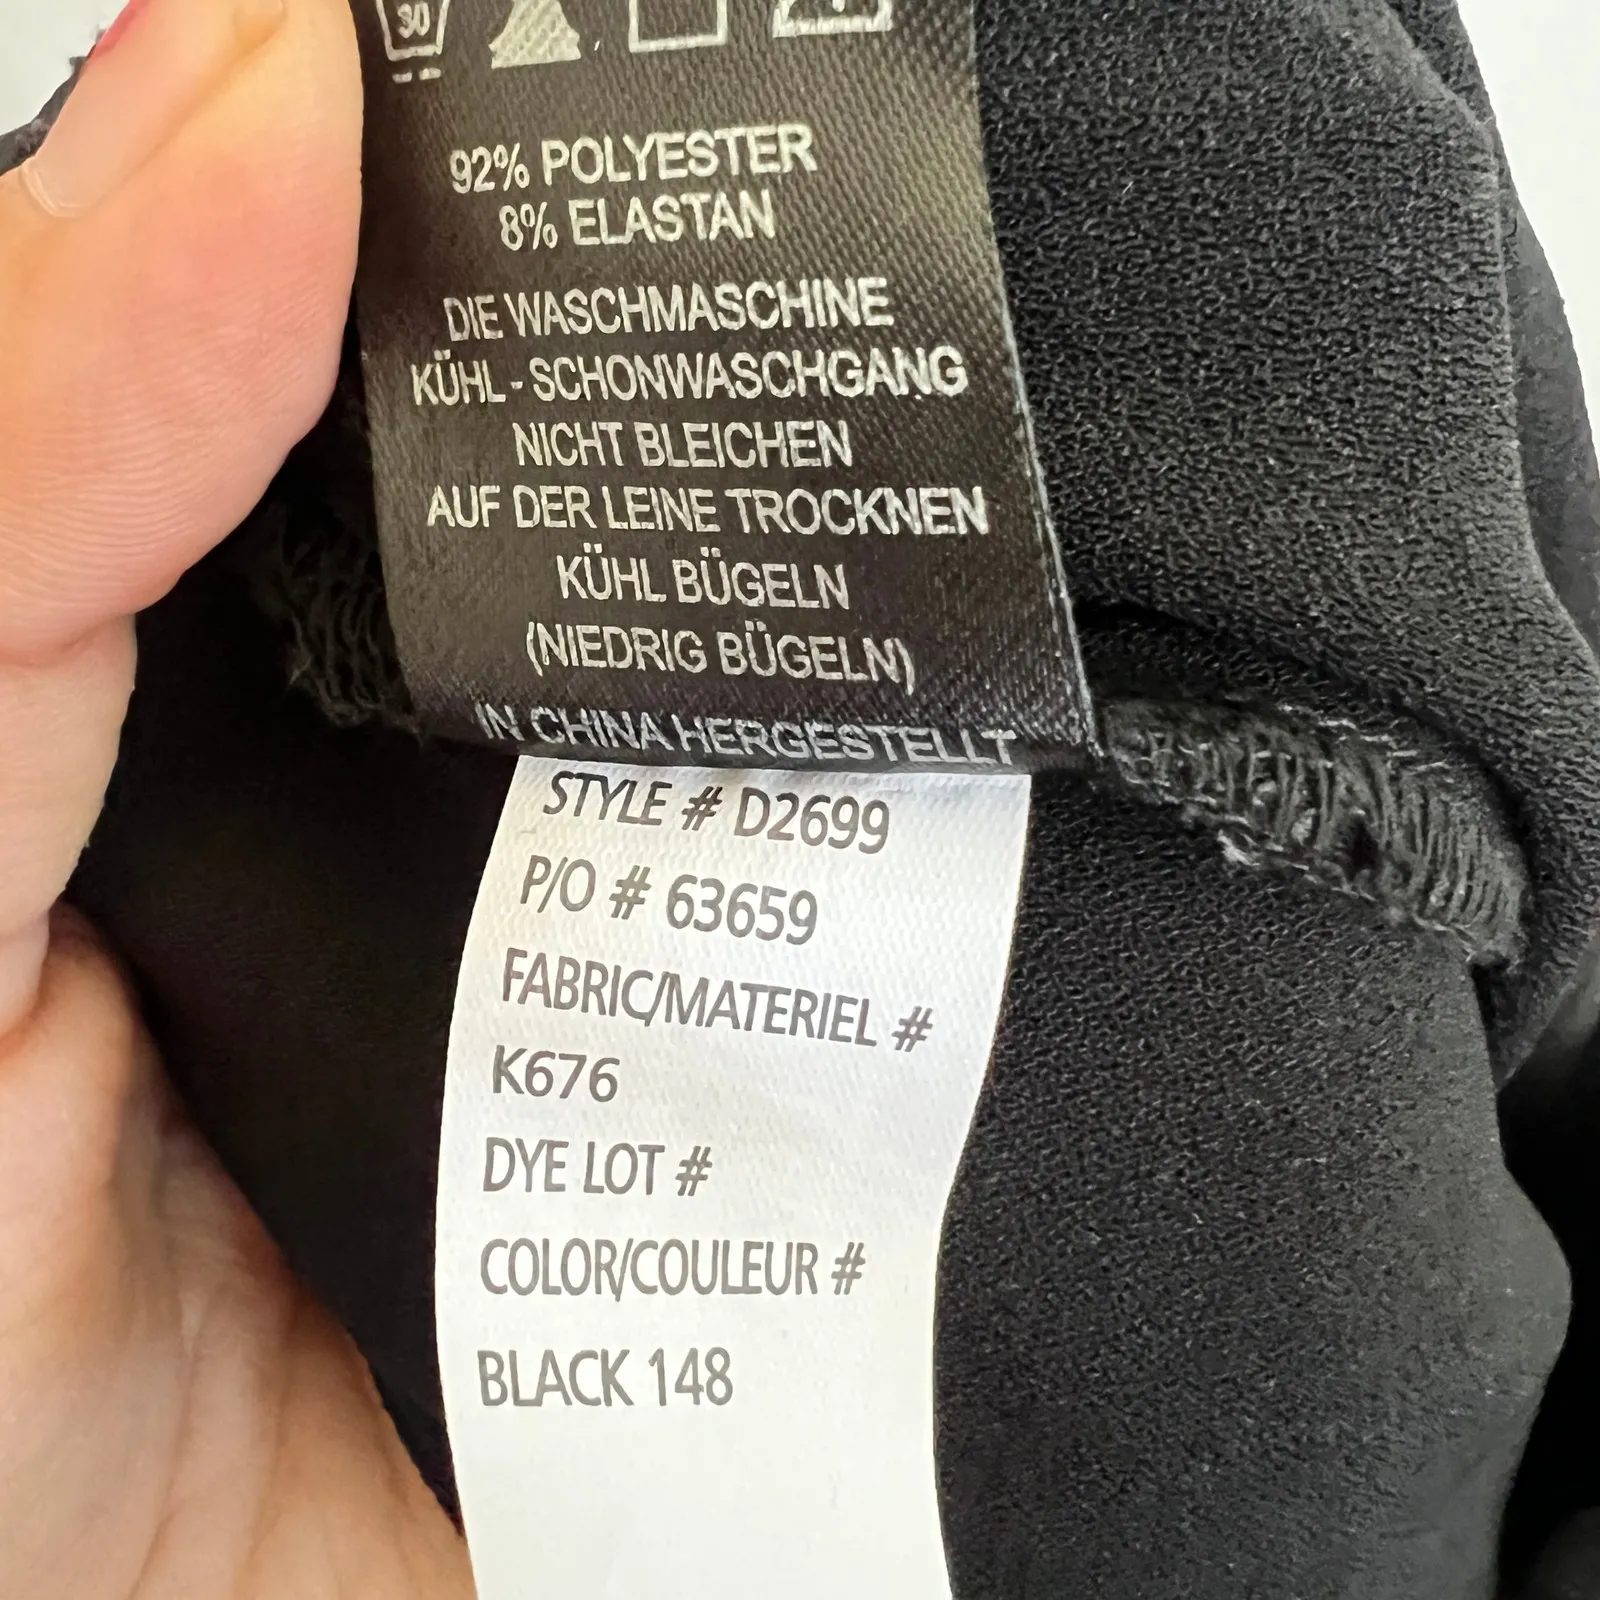 30
92% POLYESTER
8% ELASTAN
DIE WASCHMASCHINE
KÜHL - SCHONWASCHGANG
NICHT BLEICHEN
AUF DER LEINE TROCKNEN
KÜHL BÜGELN
(NIEDRIG BÜGELN)
IN CHINA HERGESTELLT
STYLE # D2699
P/O # 63659
FABRIC/MATERIEL #
K676
DYE LOT #
COLOR/COULEUR #
BLACK 148